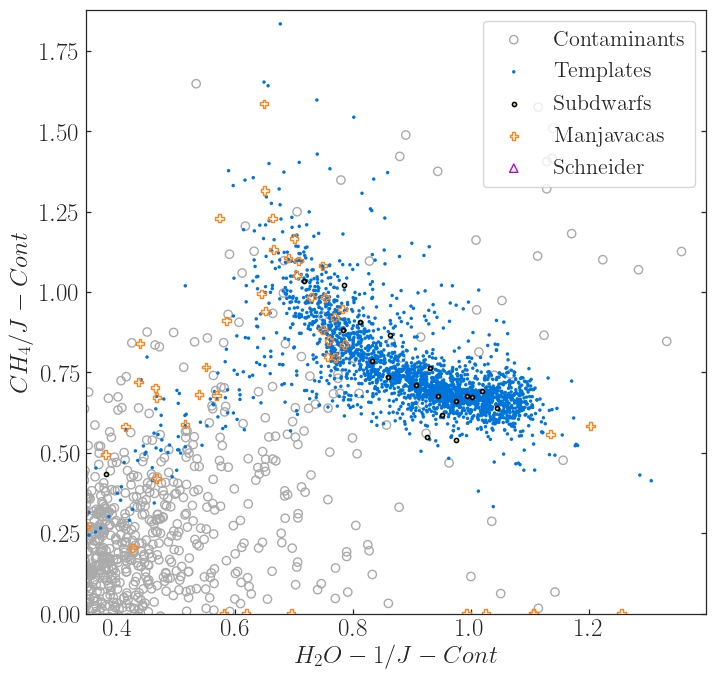 1.75
1.50
1.25
1.00
0.75
0.50
0.25
0.00
CH4/J − Cont
Contaminants
Templates
Subdwarfs
Manjavacas
Schneider
0.4 0.6 0.8 1.0 1.2
H2O − 1/J − Cont